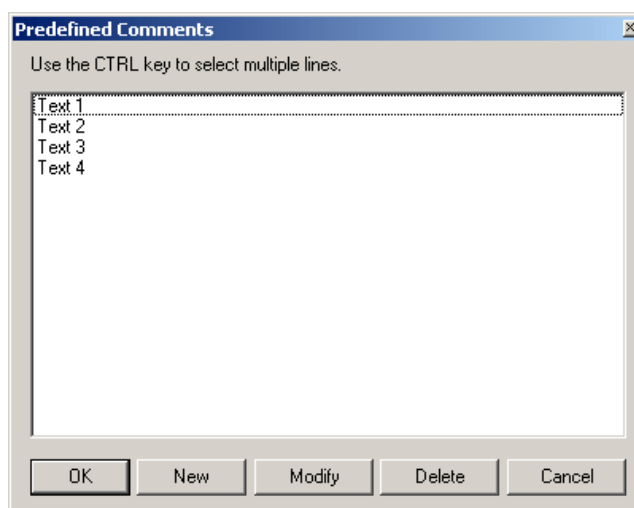 Predefined Comments
Use the CTRL key to select multiple lines.
Text 1
Text 2
Text 3
Text 4
OK New Modify Delete Cancel